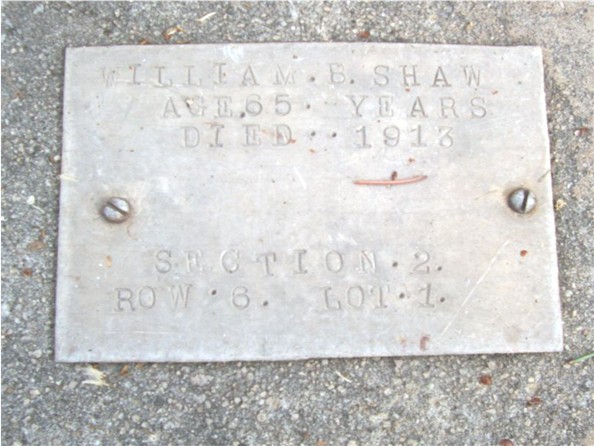 WILLIAM. B. SHAW
AGE 65. YEARS
DIED. 1913
SECTION. 2.
ROW. 6. LOT. 1.